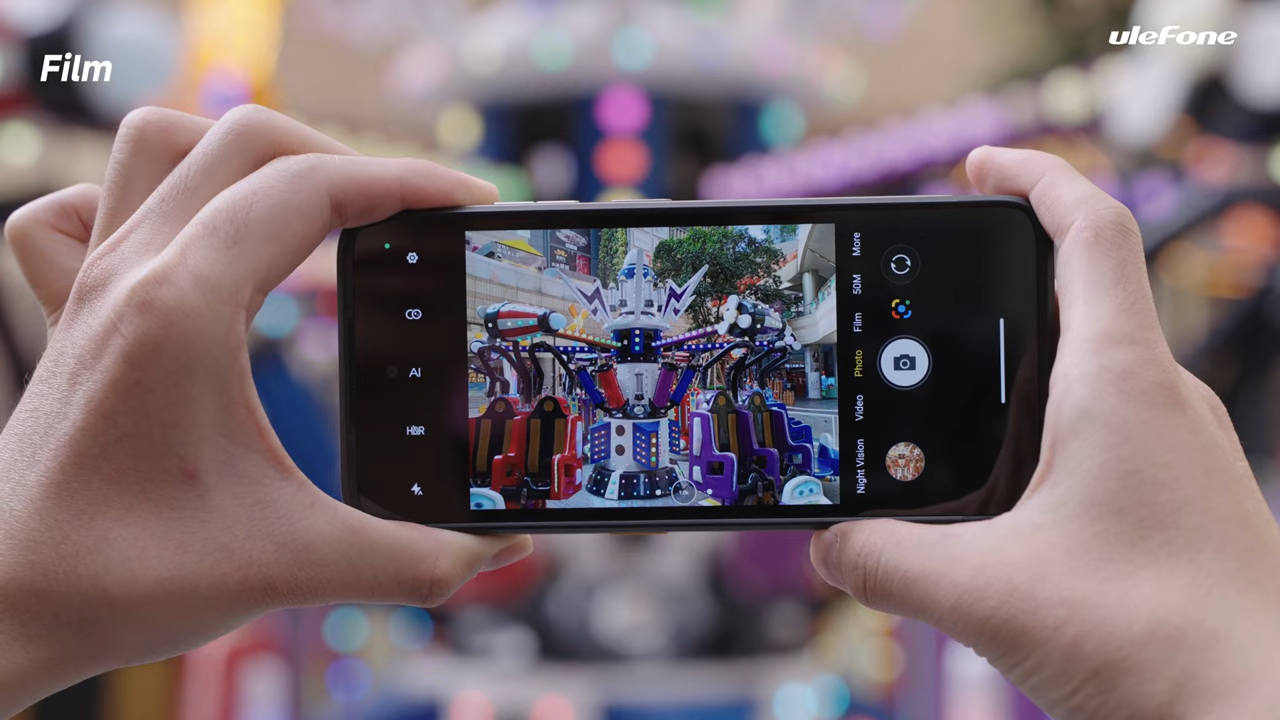 Film
uleFone
AI
HDR
More
50M
Film
Photo
Video
Night Vision